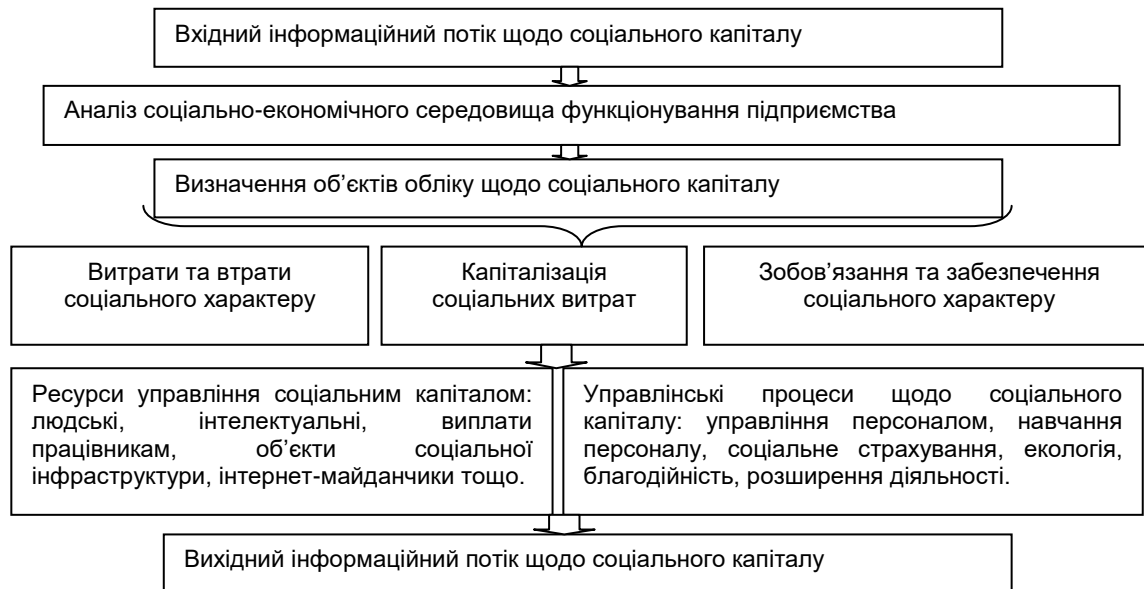 Вхідний інформаційний потік щодо соціального капіталу
Аналіз соціально-економічного середовища функціонування підприємства
Визначення об’єктів обліку щодо соціального капіталу
Витрати та втрати
соціального характеру
Капіталізація
соціальних витрат
Зобов’язання та забезпечення
соціального характеру
Ресурси управління соціальним капіталом:
людські, інтелектуальні, виплати
працівникам, об’єкти соціальної
інфраструктури, інтернет-майданчики тощо.
Управлінські процеси щодо соціального
капіталу: управління персоналом, навчання
персоналу, соціальне страхування, екологія,
благодійність, розширення діяльності.
Вихідний інформаційний потік щодо соціального капіталу